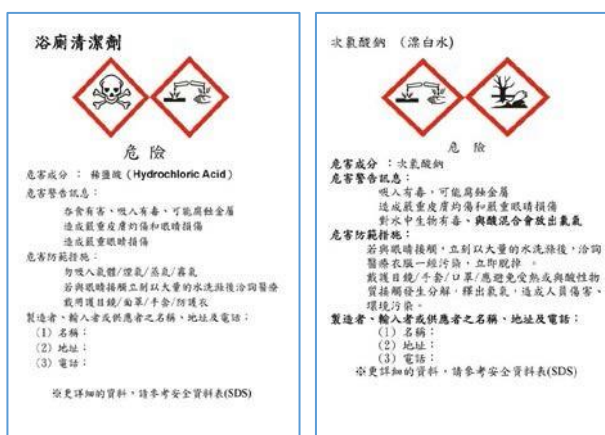 浴廁清潔劑
危險
危害成分 : 稀鹽酸 (Hydrochloric Acid)
危害警告訊息:
吞食有害、吸入有毒、可能腐蝕金屬
造成嚴重皮膚灼傷和眼睛損傷
造成嚴重眼睛損傷
危害防範措施:
勿吸入氣體/煙氣/蒸氣/霧氣
若與眼睛接觸立刻以大量的水洗滌後洽詢醫療
戴用護目鏡/面罩/手套/防護衣
製造者、輸入者或供應者之名稱、地址及電話:
(1) 名稱:
(2) 地址:
(3) 電話:
※更詳細的資料,請參考安全資料表(SDS)
次氯酸鈉 (漂白水)
危 險
危害成分 :次氯酸鈉
危害警告訊息:
吸入有毒、可能腐蝕金屬
造成嚴重皮膚灼傷和嚴重眼睛損傷
對水中生物有毒、與酸混合會放出氯氣
危害防範措施:
若與眼睛接觸,立刻以大量的水洗滌後,洽詢
醫療衣服一經污染,立即脫掉 。
戴護目鏡/手套/口罩/應避免受熱或與酸性物
質接觸發生分解,釋出氯氣,造成人員傷害、
環境污染。
製造者、輸入者或供應者之名稱、地址及電話:
(1) 名稱:
(2) 地址:
(3) 電話:
※更詳細的資料,請參考安全資料表(SDS)